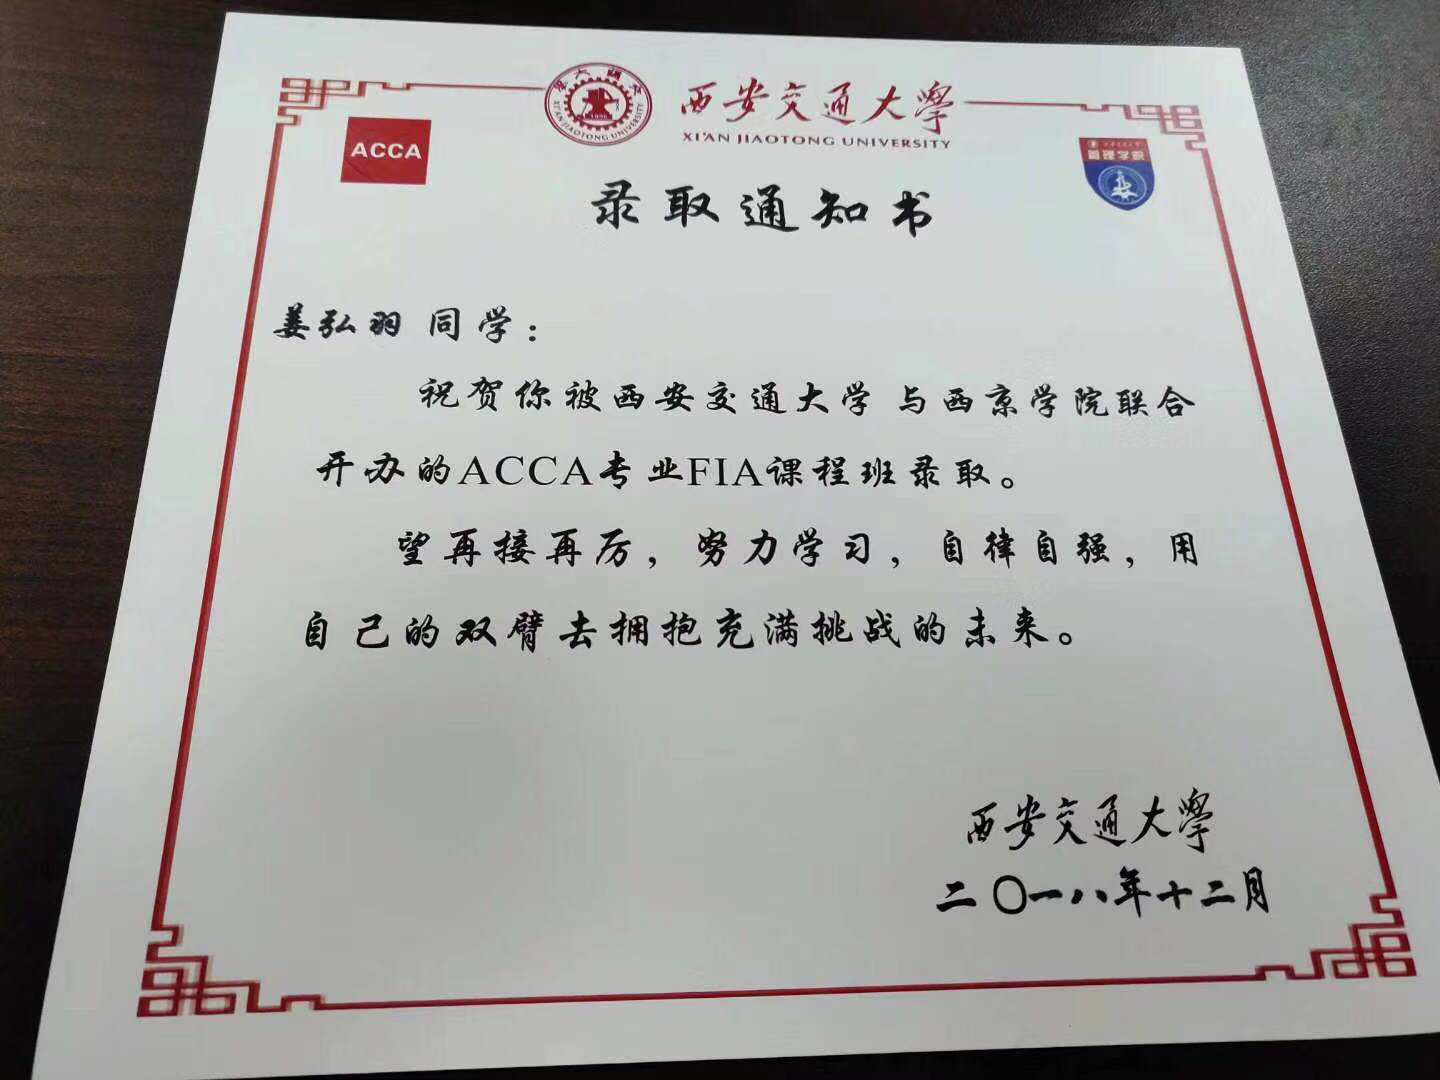 西安交通大學
XI'AN JIAOTONG UNIVERSITY
XI'AN JIAOTONG UNIVERSITY
1896
ACCA
管理学院
录取通知书
姜弘羽 同学：
祝贺你被西安交通大学 与西京学院联合
开办的ACCA专业FIA课程班录取。
望再接再厉，努力学习，自律自强，用
自己的双臂去拥抱充满挑战的未来。
西安交通大學
二〇一八年十二月